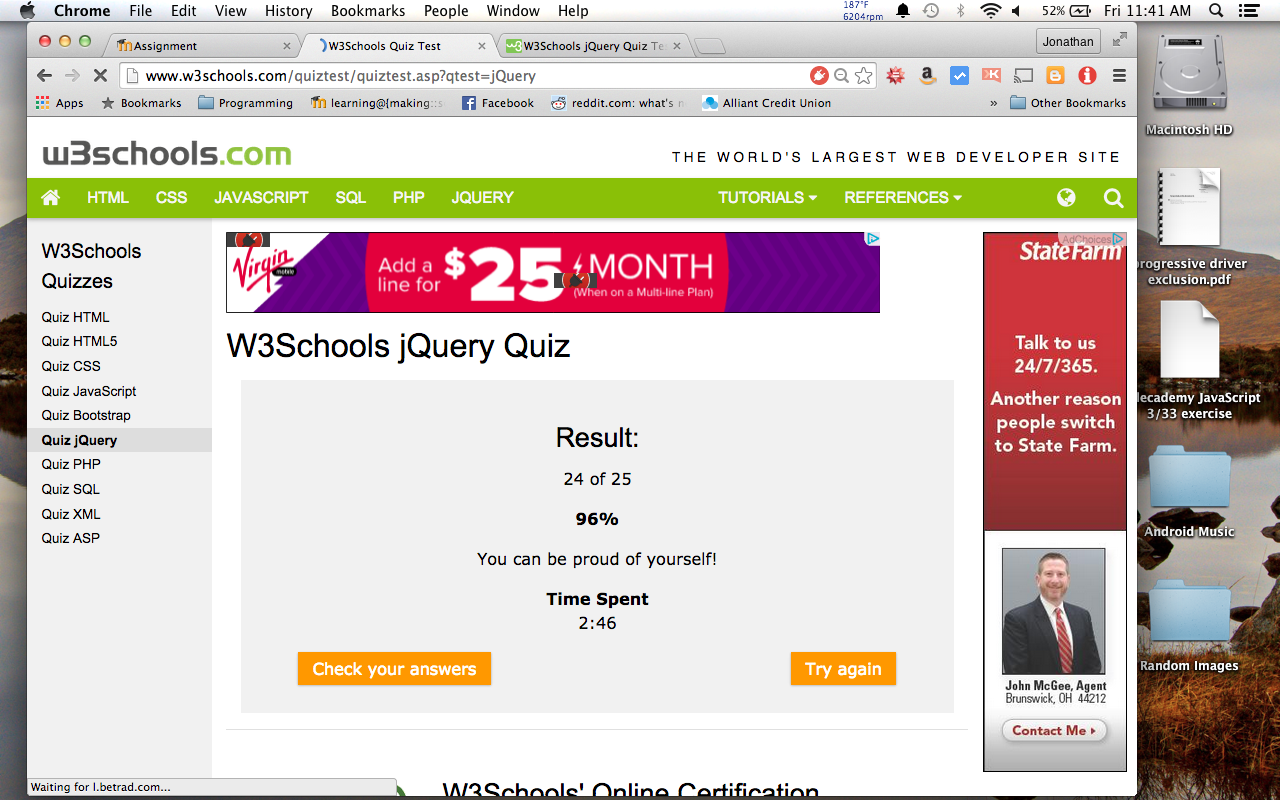 Chrome File Edit View History Bookmarks People Window Help
187°F
6204rpm
52%
Fri 11:41 AM
Assignment
W3Schools Quiz Test
W3Schools jQuery Quiz Te
Jonathan
www.w3schools.com/quiztest/quiztest.asp?qtest=jQuery
Apps Bookmarks Programming learning@{making::s Facebook reddit.com: what's n Alliant Credit Union » Other Bookmarks
w3schools.com
THE WORLD'S LARGEST WEB DEVELOPER SITE
HTML CSS JAVASCRIPT SQL PHP JQUERY TUTORIALS REFERENCES
W3Schools
Quizzes
Quiz HTML
Quiz HTML5
Quiz CSS
Quiz JavaScript
Quiz Bootstrap
Quiz jQuery
Quiz PHP
Quiz SQL
Quiz XML
Quiz ASP
Virgin
mobile
Add a
line for
$25/MONTH
(When on a Multi-line Plan)
W3Schools jQuery Quiz
Result:
24 of 25
96%
You can be proud of yourself!
Time Spent
2:46
Check your answers
Try again
W3Schools' Online Certification
AdChoices
StateFarm
Talk to us
24/7/365.
Another reason
people switch
to State Farm.
John McGee, Agent
Brunswick, OH 44212
Contact Me
Waiting for l.betrad.com...
Macintosh HD
rogressive driver
exclusion.pdf
decademy JavaScript
3/33 exercise
Android Music
Random Images